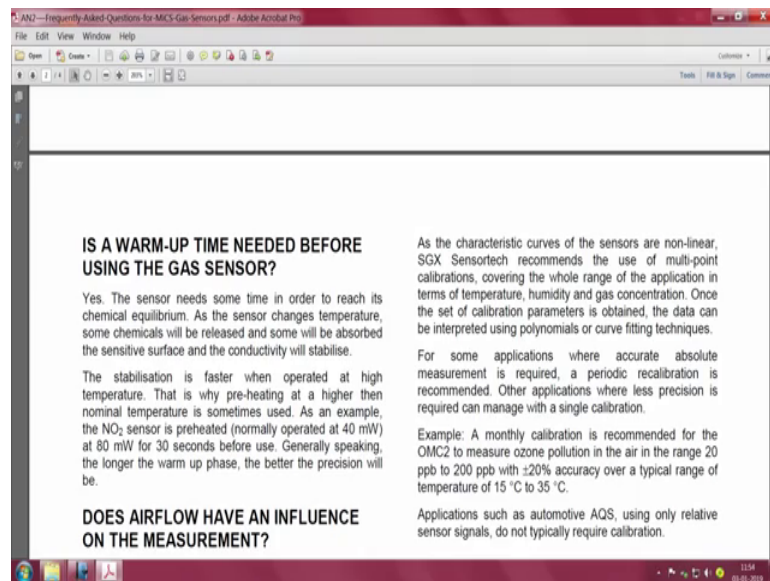 AN2—Frequently-Asked-Questions-for-MiCS-Gas-Sensors.pdf - Adobe Acrobat Pro
File Edit View Window Help
Open Create Customize
Tools Fill & Sign Commen
IS A WARM-UP TIME NEEDED BEFORE
USING THE GAS SENSOR?
Yes. The sensor needs some time in order to reach its
chemical equilibrium. As the sensor changes temperature,
some chemicals will be released and some will be absorbed
the sensitive surface and the conductivity will stabilise.
The stabilisation is faster when operated at high
temperature. That is why pre-heating at a higher then
nominal temperature is sometimes used. As an example,
the NO₂ sensor is preheated (normally operated at 40 mW)
at 80 mW for 30 seconds before use. Generally speaking,
the longer the warm up phase, the better the precision will
be.
DOES AIRFLOW HAVE AN INFLUENCE
ON THE MEASUREMENT?
As the characteristic curves of the sensors are non-linear,
SGX Sensortech recommends the use of multi-point
calibrations, covering the whole range of the application in
terms of temperature, humidity and gas concentration. Once
the set of calibration parameters is obtained, the data can
be interpreted using polynomials or curve fitting techniques.
For some applications where accurate absolute
measurement is required, a periodic recalibration is
recommended. Other applications where less precision is
required can manage with a single calibration.
Example: A monthly calibration is recommended for the
OMC2 to measure ozone pollution in the air in the range 20
ppb to 200 ppb with ±20% accuracy over a typical range of
temperature of 15 °C to 35 °C.
Applications such as automotive AQS, using only relative
sensor signals, do not typically require calibration.
11:54